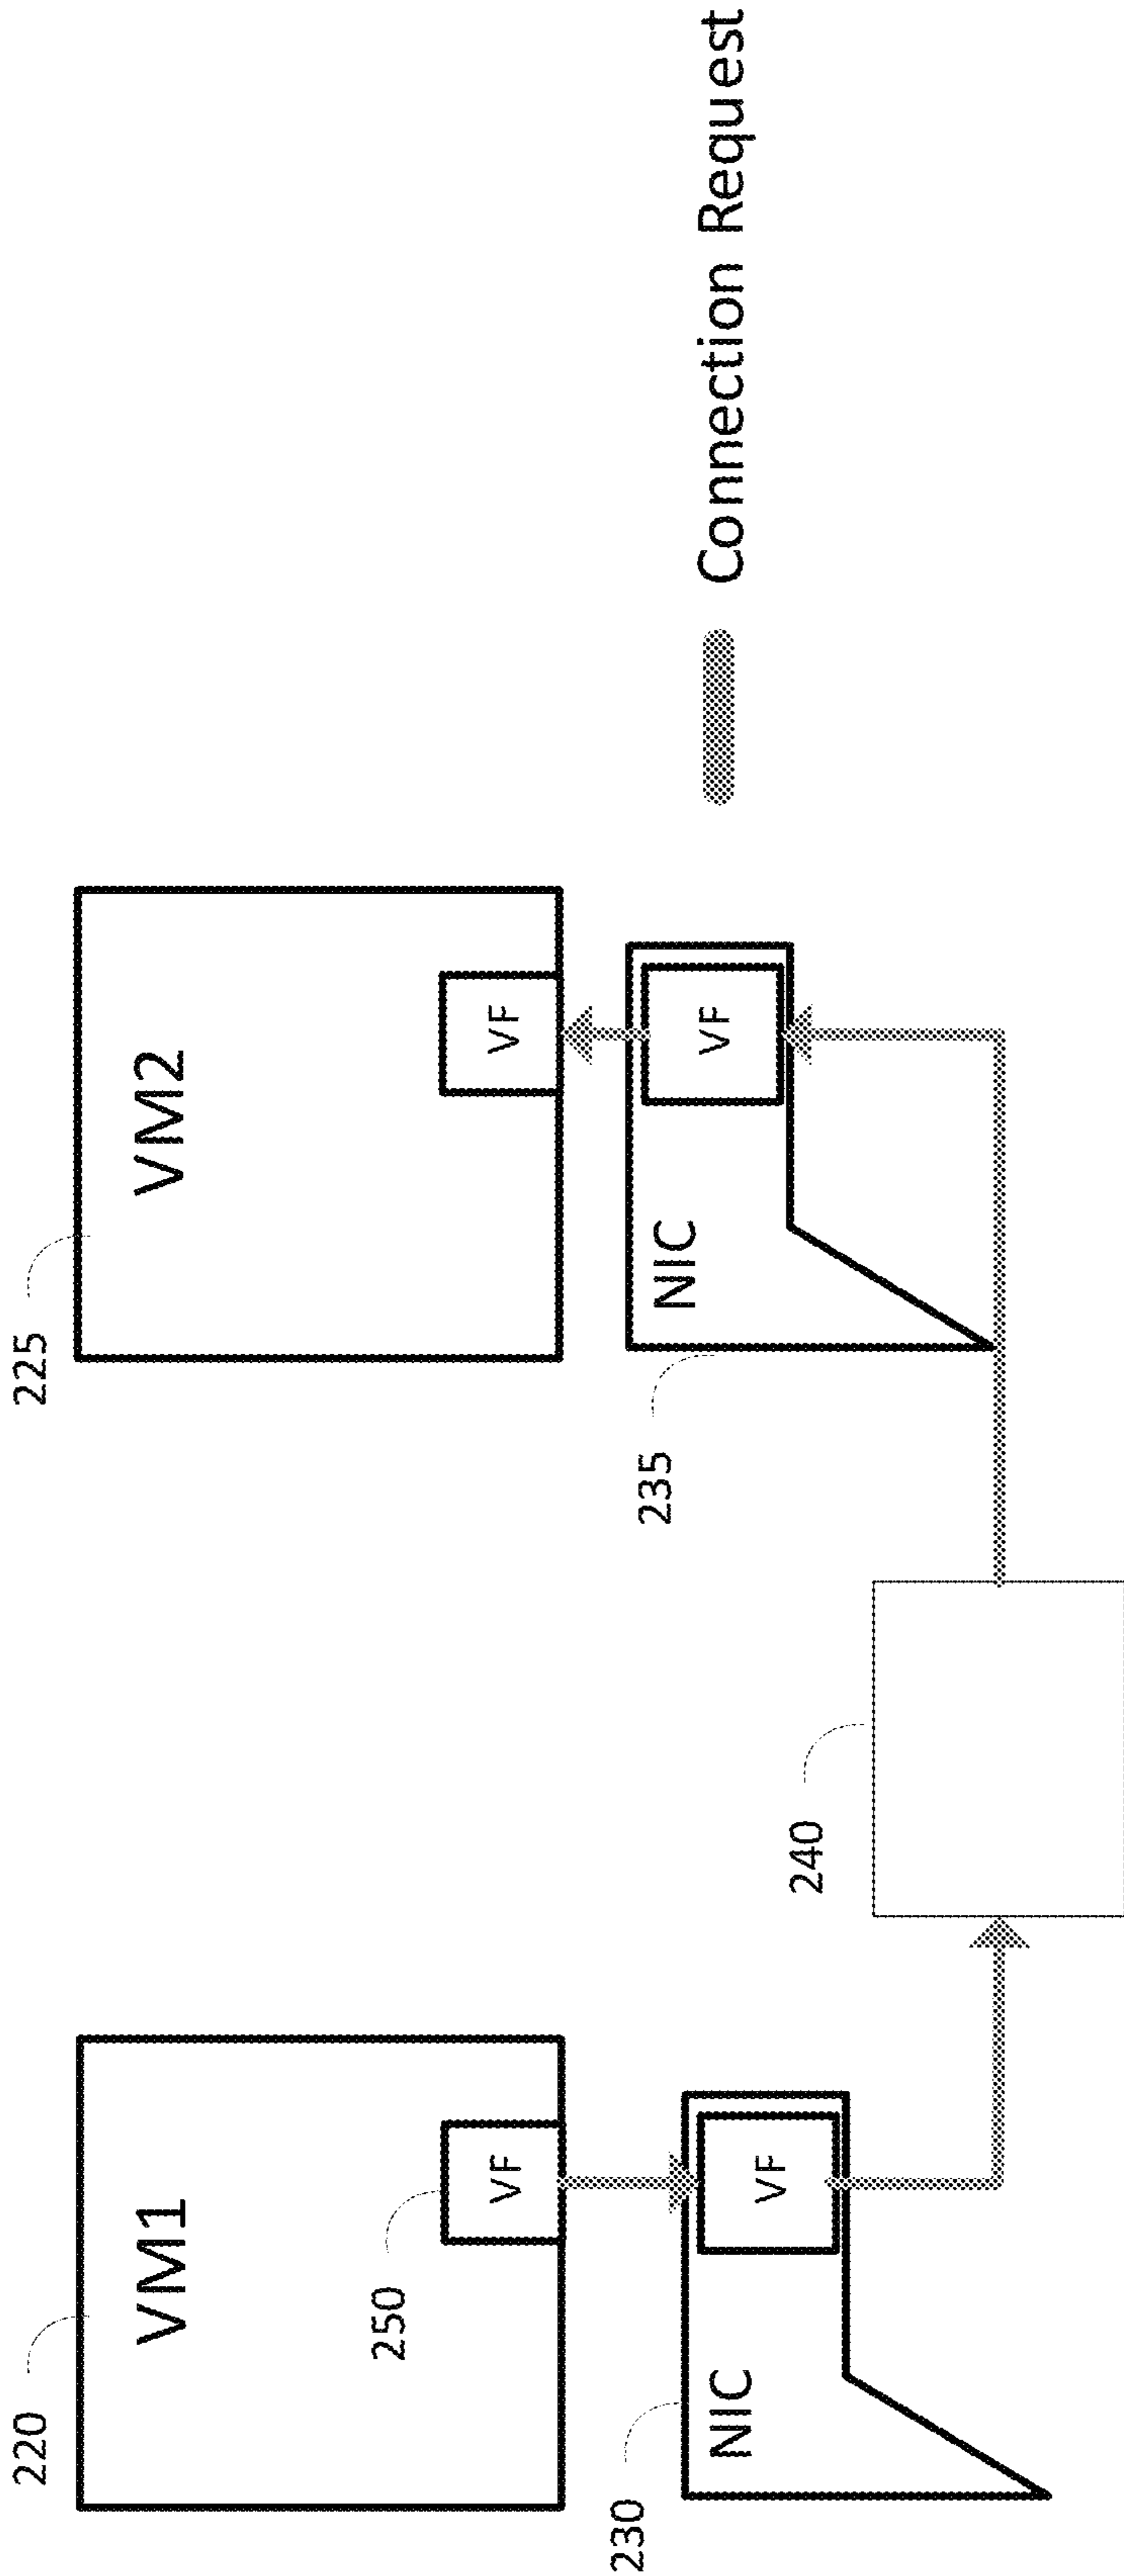 220
VM1
250
VF
230
NIC
VF
240
225
VM2
VF
235
NIC
VF
Connection Request